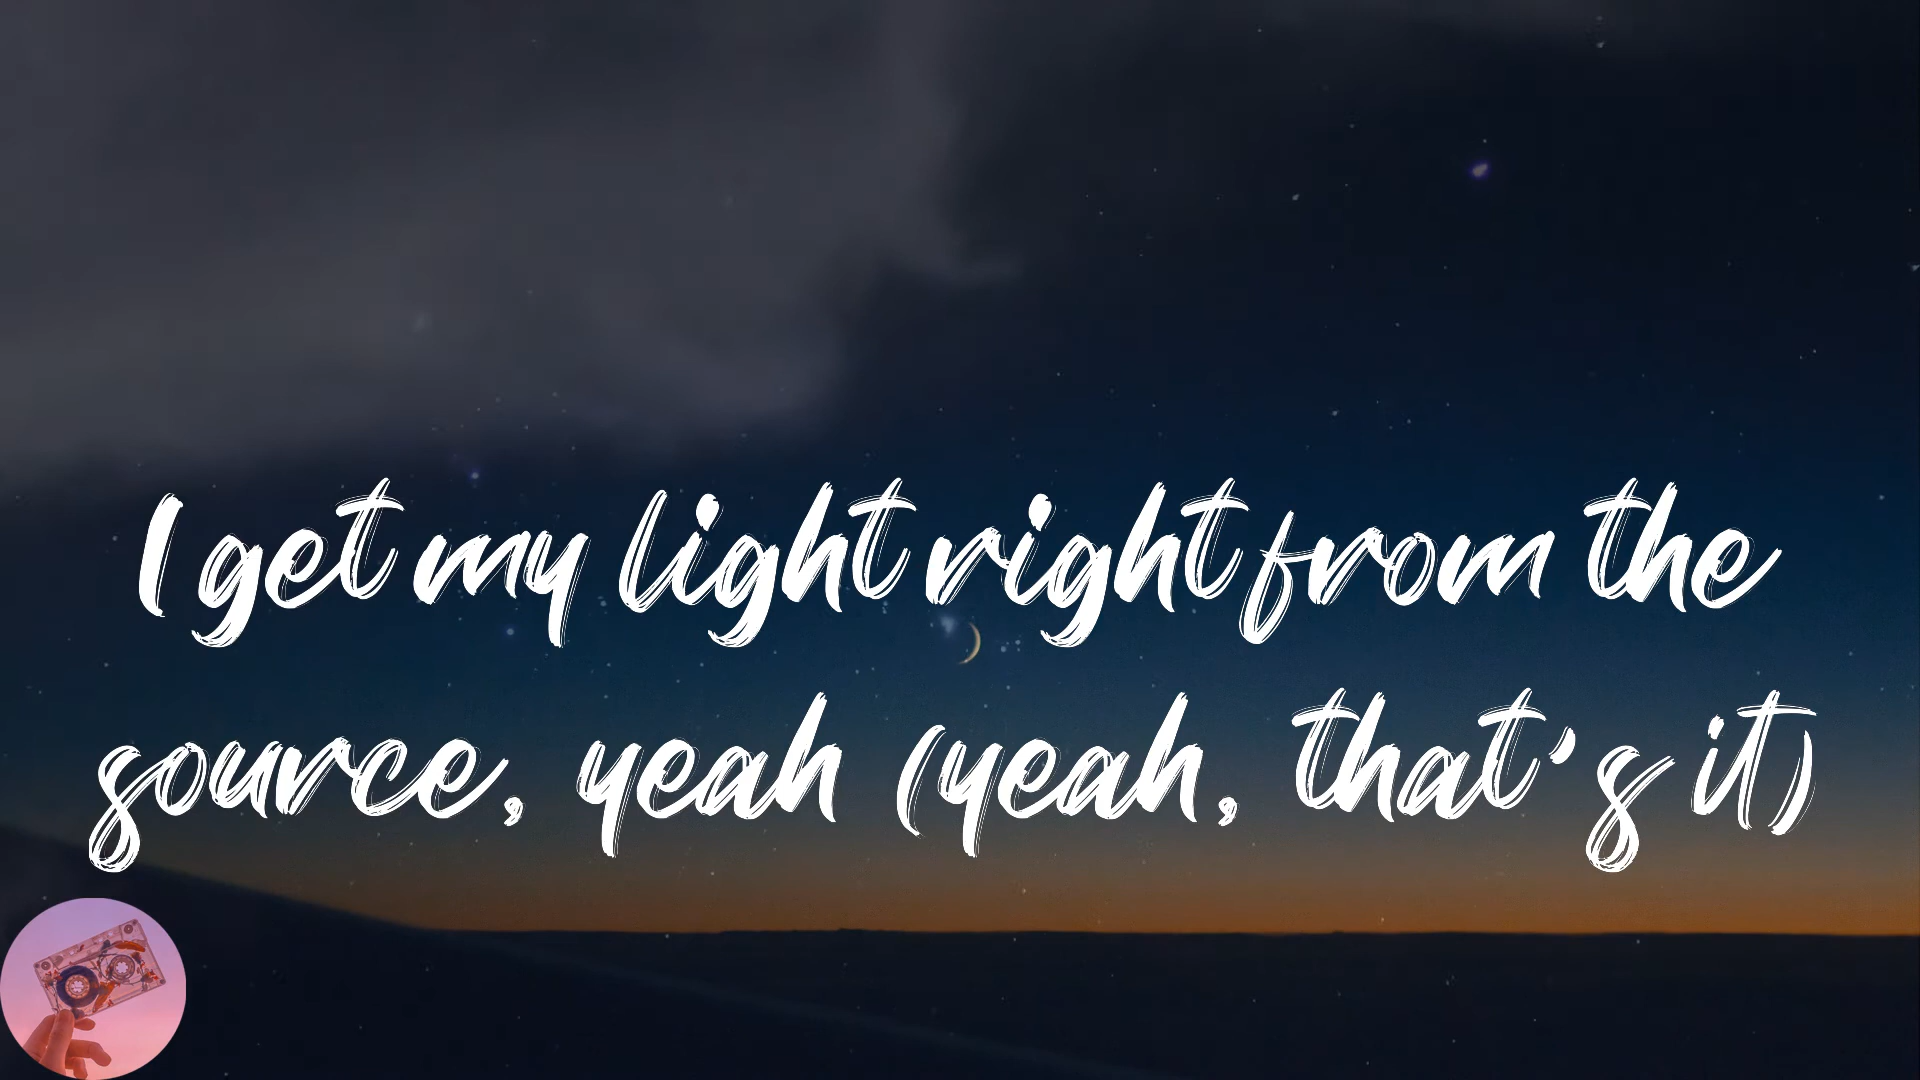 I get my light right from the
source, yeah (yeah, that's it)